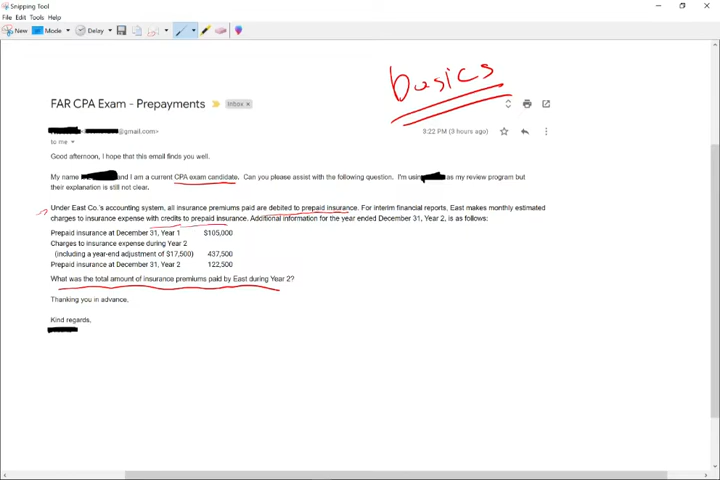 Snipping Tool
File Edit Tools Help
New Mode Delay
basics
FAR CPA Exam - Prepayments Inbox ×
@gmail.com> 3:22 PM (3 hours ago)
to me
Good afternoon, I hope that this email finds you well.
My name and I am a current CPA exam candidate. Can you please assist with the following question. I'm using as my review program but
their explanation is still not clear.
Under East Co.'s accounting system, all insurance premiums paid are debited to prepaid insurance. For interim financial reports, East makes monthly estimated
charges to insurance expense with credits to prepaid insurance. Additional information for the year ended December 31, Year 2, is as follows:
Prepaid insurance at December 31, Year 1 $105,000
Charges to insurance expense during Year 2
(including a year-end adjustment of $17,500) 437,500
Prepaid insurance at December 31, Year 2 122,500
What was the total amount of insurance premiums paid by East during Year 2?
Thanking you in advance,
Kind regards,